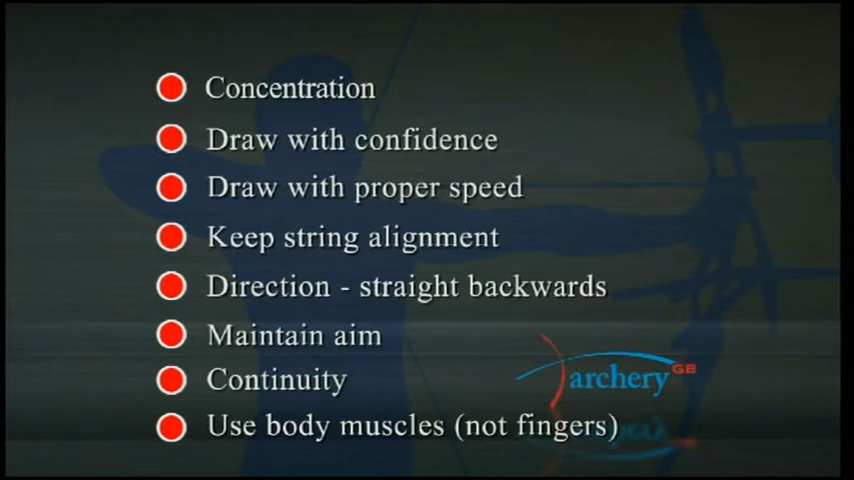 Concentration
Draw with confidence
Draw with proper speed
Keep string alignment
Direction - straight backwards
Maintain aim
Continuity
archery GB
Use body muscles (not fingers)